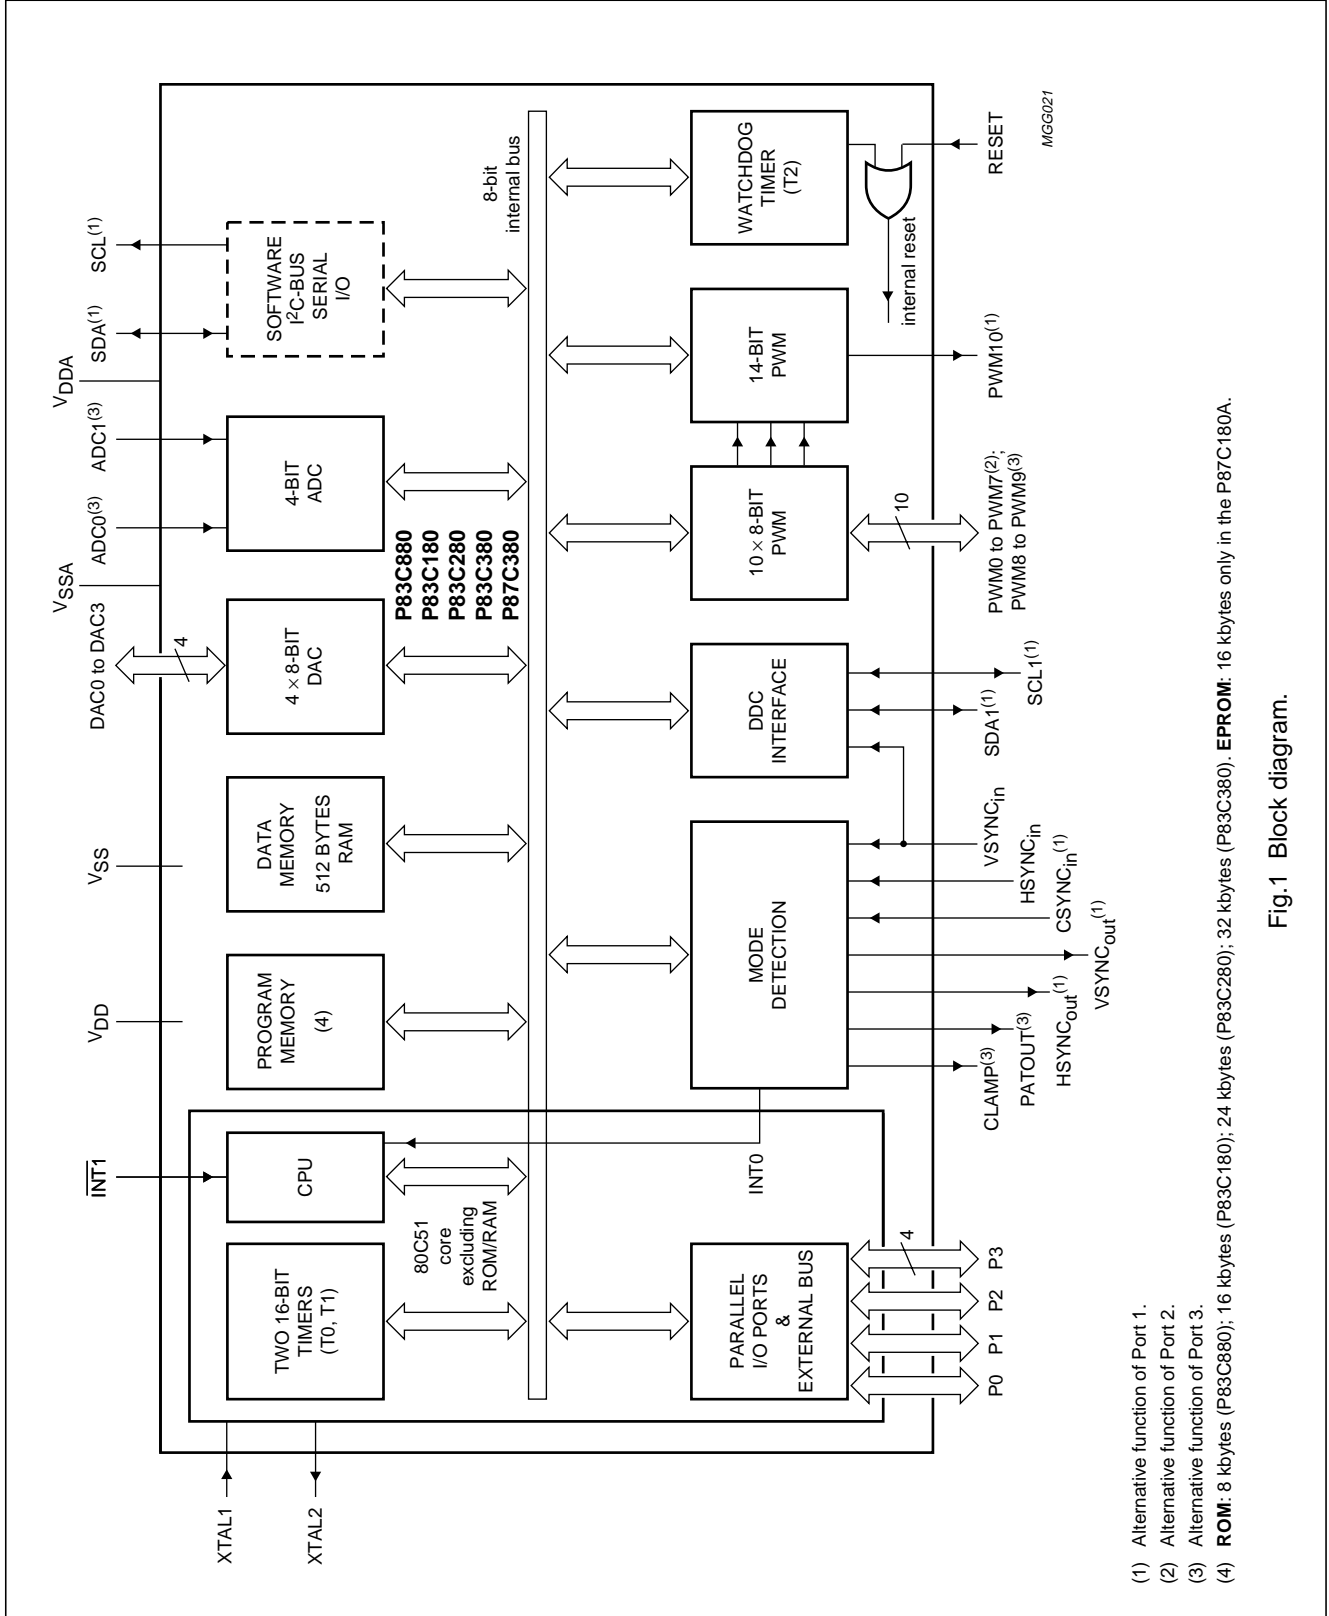 V_DD
V_SS
DAC0 to DAC3
V_SSA
ADC0(3)
ADC1(3)
V_DDA
SDA(1)
SCL(1)
INT1
XTAL1
XTAL2
TWO 16-BIT
TIMERS
(T0, T1)
CPU
PROGRAM
MEMORY
(4)
DATA
MEMORY
512 BYTES
RAM
4
4 × 8-BIT
DAC
4-BIT
ADC
SOFTWARE
I2C-BUS
SERIAL
I/O
80C51
core
excluding
ROM/RAM
P83C880
P83C180
P83C280
P83C380
P87C380
8-bit
internal bus
PARALLEL
I/O PORTS
&
EXTERNAL BUS
INT0
MODE
DETECTION
DDC
INTERFACE
10 × 8-BIT
PWM
14-BIT
PWM
WATCHDOG
TIMER
(T2)
4
10
internal reset
P0
P1
P2
P3
CLAMP(3)
PATOUT(3)
HSYNCout(1)
VSYNCout(1)
CSYNCin(1)
HSYNCin
VSYNCin
SDA1(1)
SCL1(1)
PWM0 to PWM7(2);
PWM8 to PWM9(3)
PWM10(1)
RESET
MGG021
(1) Alternative function of Port 1.
(2) Alternative function of Port 2.
(3) Alternative function of Port 3.
(4) ROM: 8 kbytes (P83C880); 16 kbytes (P83C180); 24 kbytes (P83C280); 32 kbytes (P83C380). EPROM: 16 kbytes only in the P87C180A.
Fig.1 Block diagram.